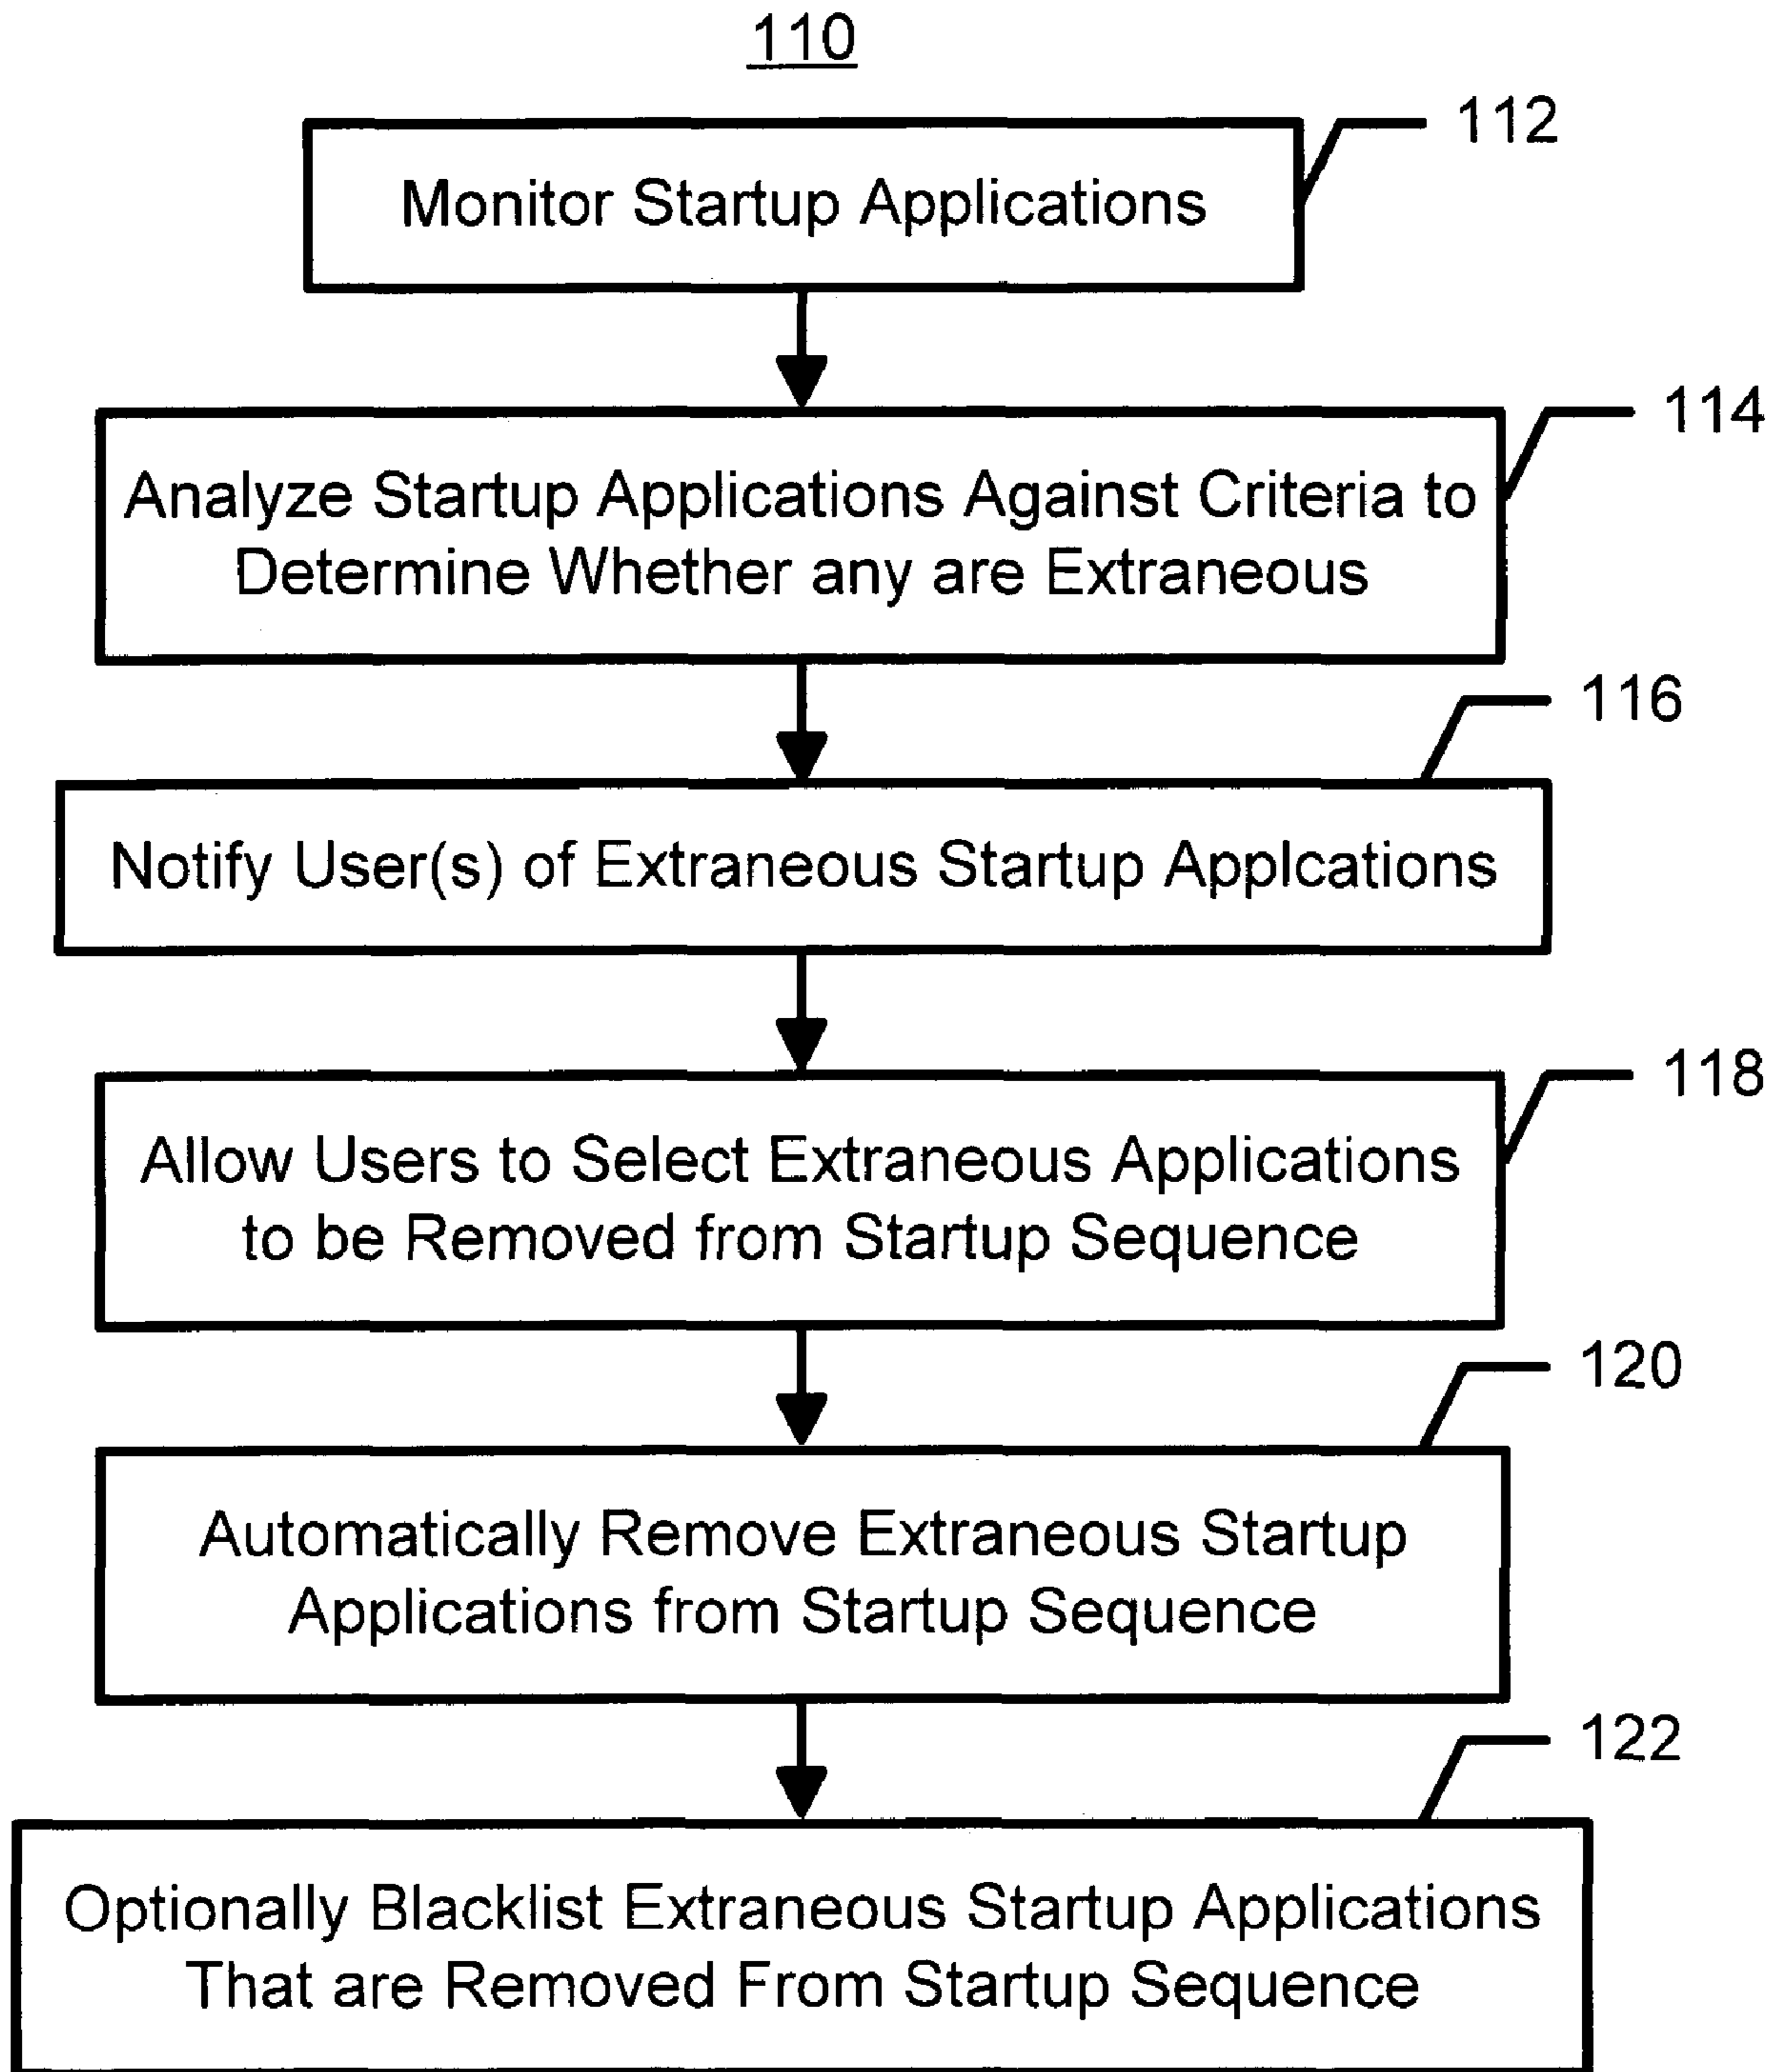 110
112
Monitor Startup Applications
114
Analyze Startup Applications Against Criteria to
Determine Whether any are Extraneous
116
Notify User(s) of Extraneous Startup Applcations
118
Allow Users to Select Extraneous Applications
to be Removed from Startup Sequence
120
Automatically Remove Extraneous Startup
Applications from Startup Sequence
122
Optionally Blacklist Extraneous Startup Applications
That are Removed From Startup Sequence